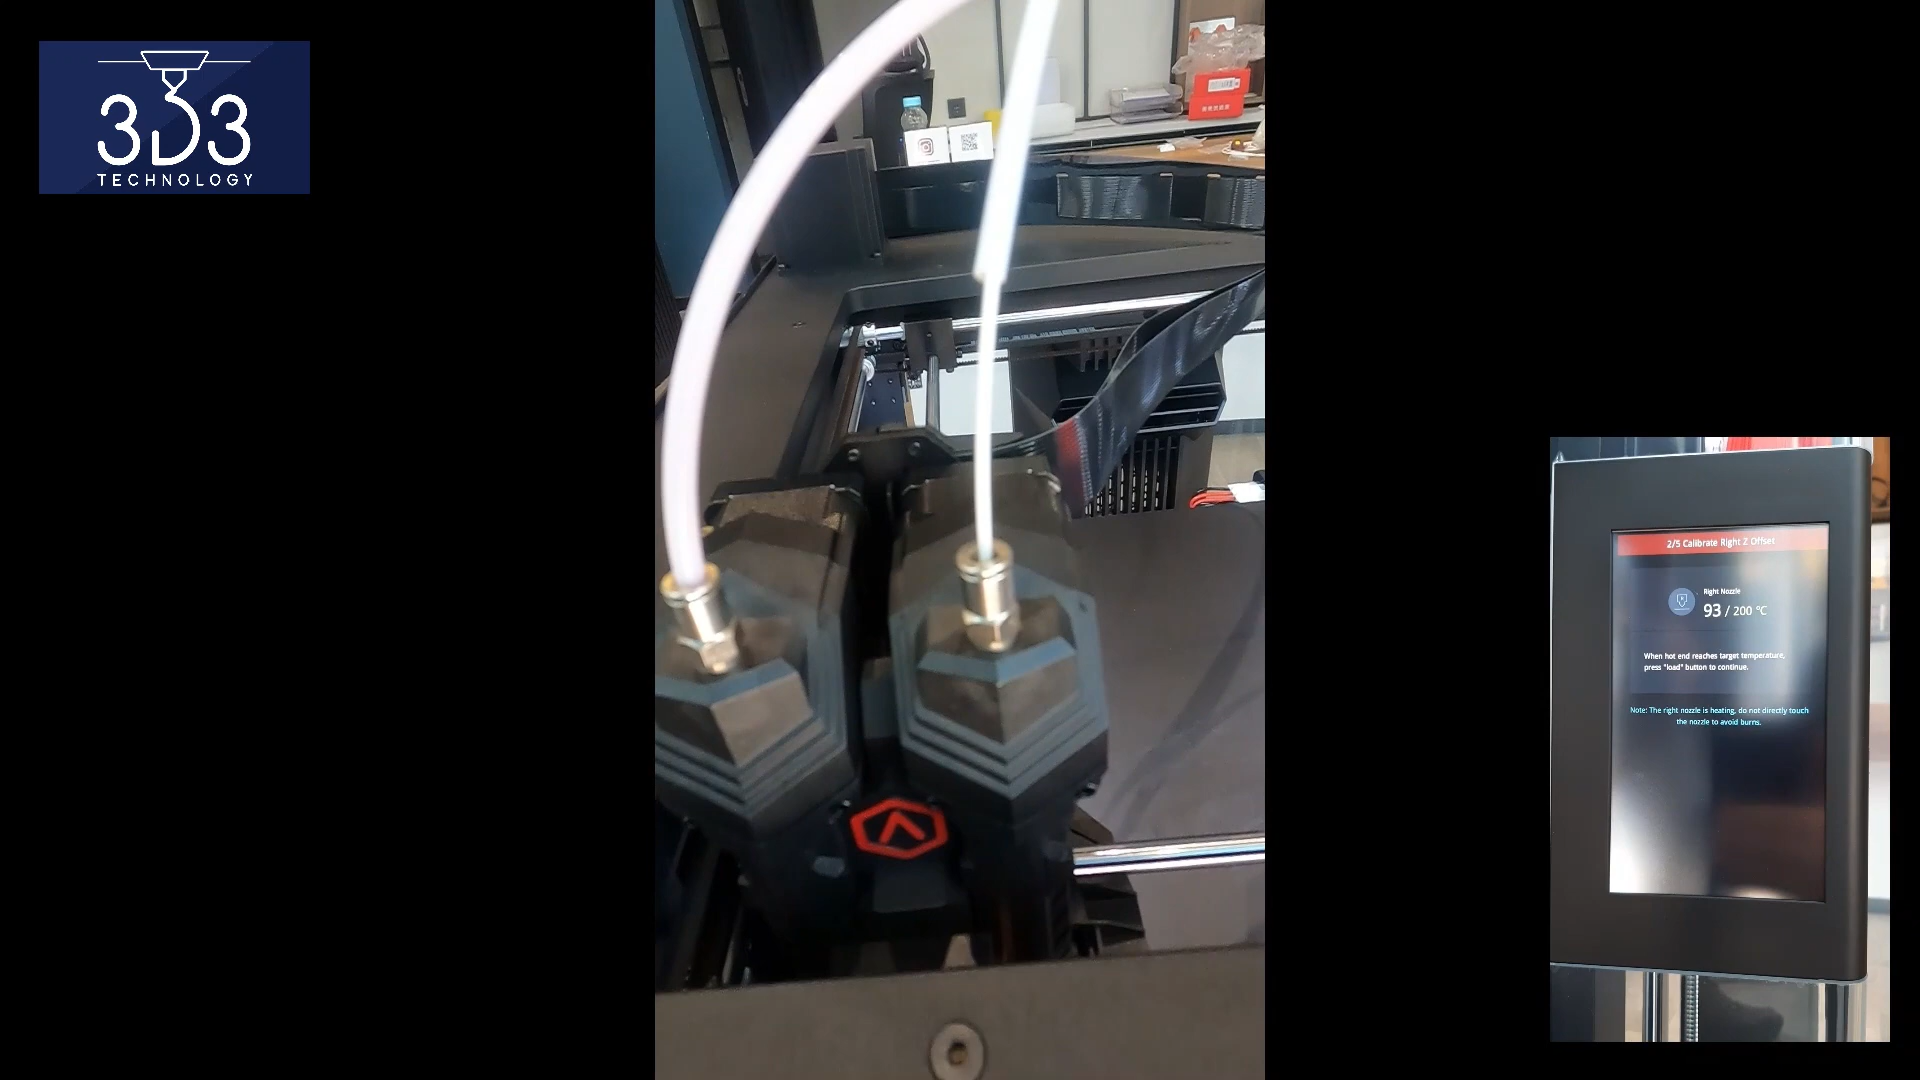 3D3
TECHNOLOGY
2/5 Calibrate Right Z Offset
Right Nozzle
93 / 200 °C
When hot end reaches target temperature,
press "load" button to continue.
Note: The right nozzle is heating, do not directly touch
the nozzle to avoid burns.